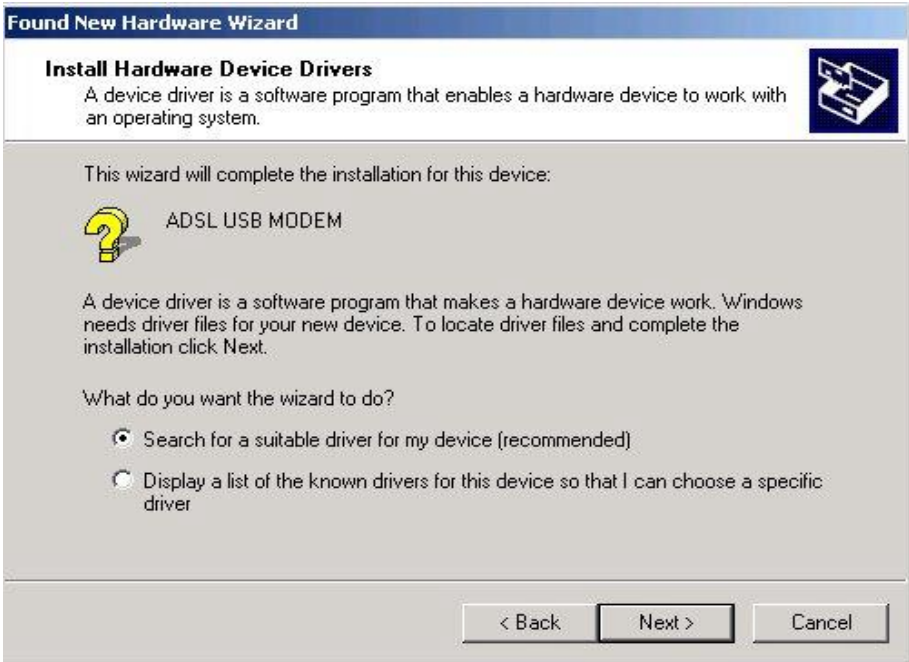 Found New Hardware Wizard
Install Hardware Device Drivers
A device driver is a software program that enables a hardware device to work with
an operating system.
This wizard will complete the installation for this device:
ADSL USB MODEM
A device driver is a software program that makes a hardware device work. Windows
needs driver files for your new device. To locate driver files and complete the
installation click Next.
What do you want the wizard to do?
Search for a suitable driver for my device (recommended)
Display a list of the known drivers for this device so that I can choose a specific
driver
< Back
Next >
Cancel